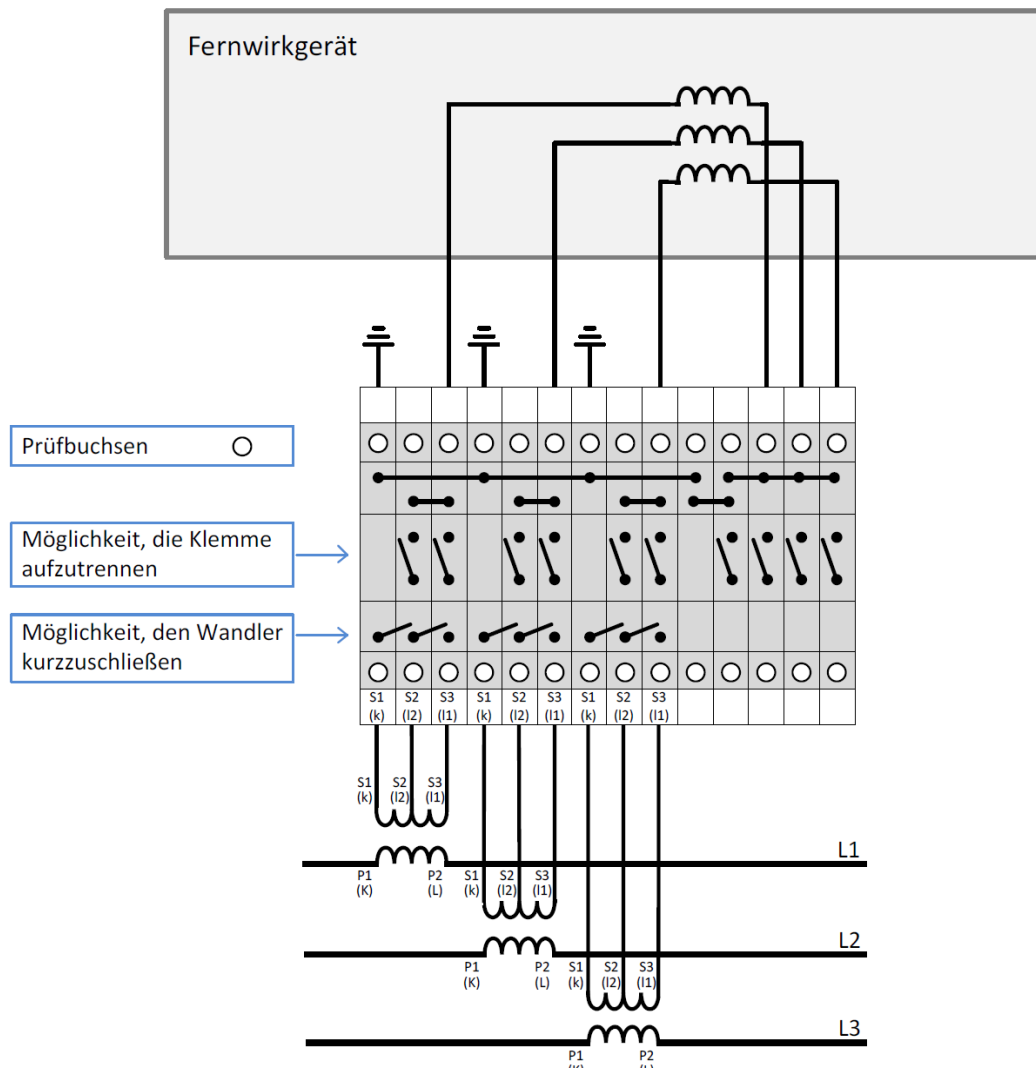 Fernwirkgerät
Prüfbuchsen
Möglichkeit, die Klemme
aufzutrennen
Möglichkeit, den Wandler
kurzzuschließen
S1 S2 S3 S1 S2 S3 S1 S2 S3
(k) (l2) (l1) (k) (l2) (l1) (k) (l2) (l1)
S1 S2 S3
(k) (l2) (l1)
L1
P1 P2 S1 S2 S3
(K) (L) (k) (l2) (l1)
L2
P1 P2 S1 S2 S3
(K) (L) (k) (l2) (l1)
L3
P1 P2